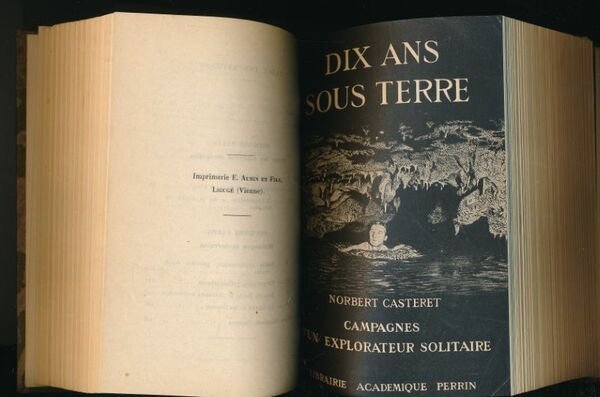 Imprimerie E. AUBIN ET FILS.
LIGUGÉ (Vienne).
DIX ANS
SOUS TERRE
NORBERT CASTERET
CAMPAGNES
'UN EXPLORATEUR SOLITAIRE
LIBRAIRIE ACADEMIQUE PERRIN